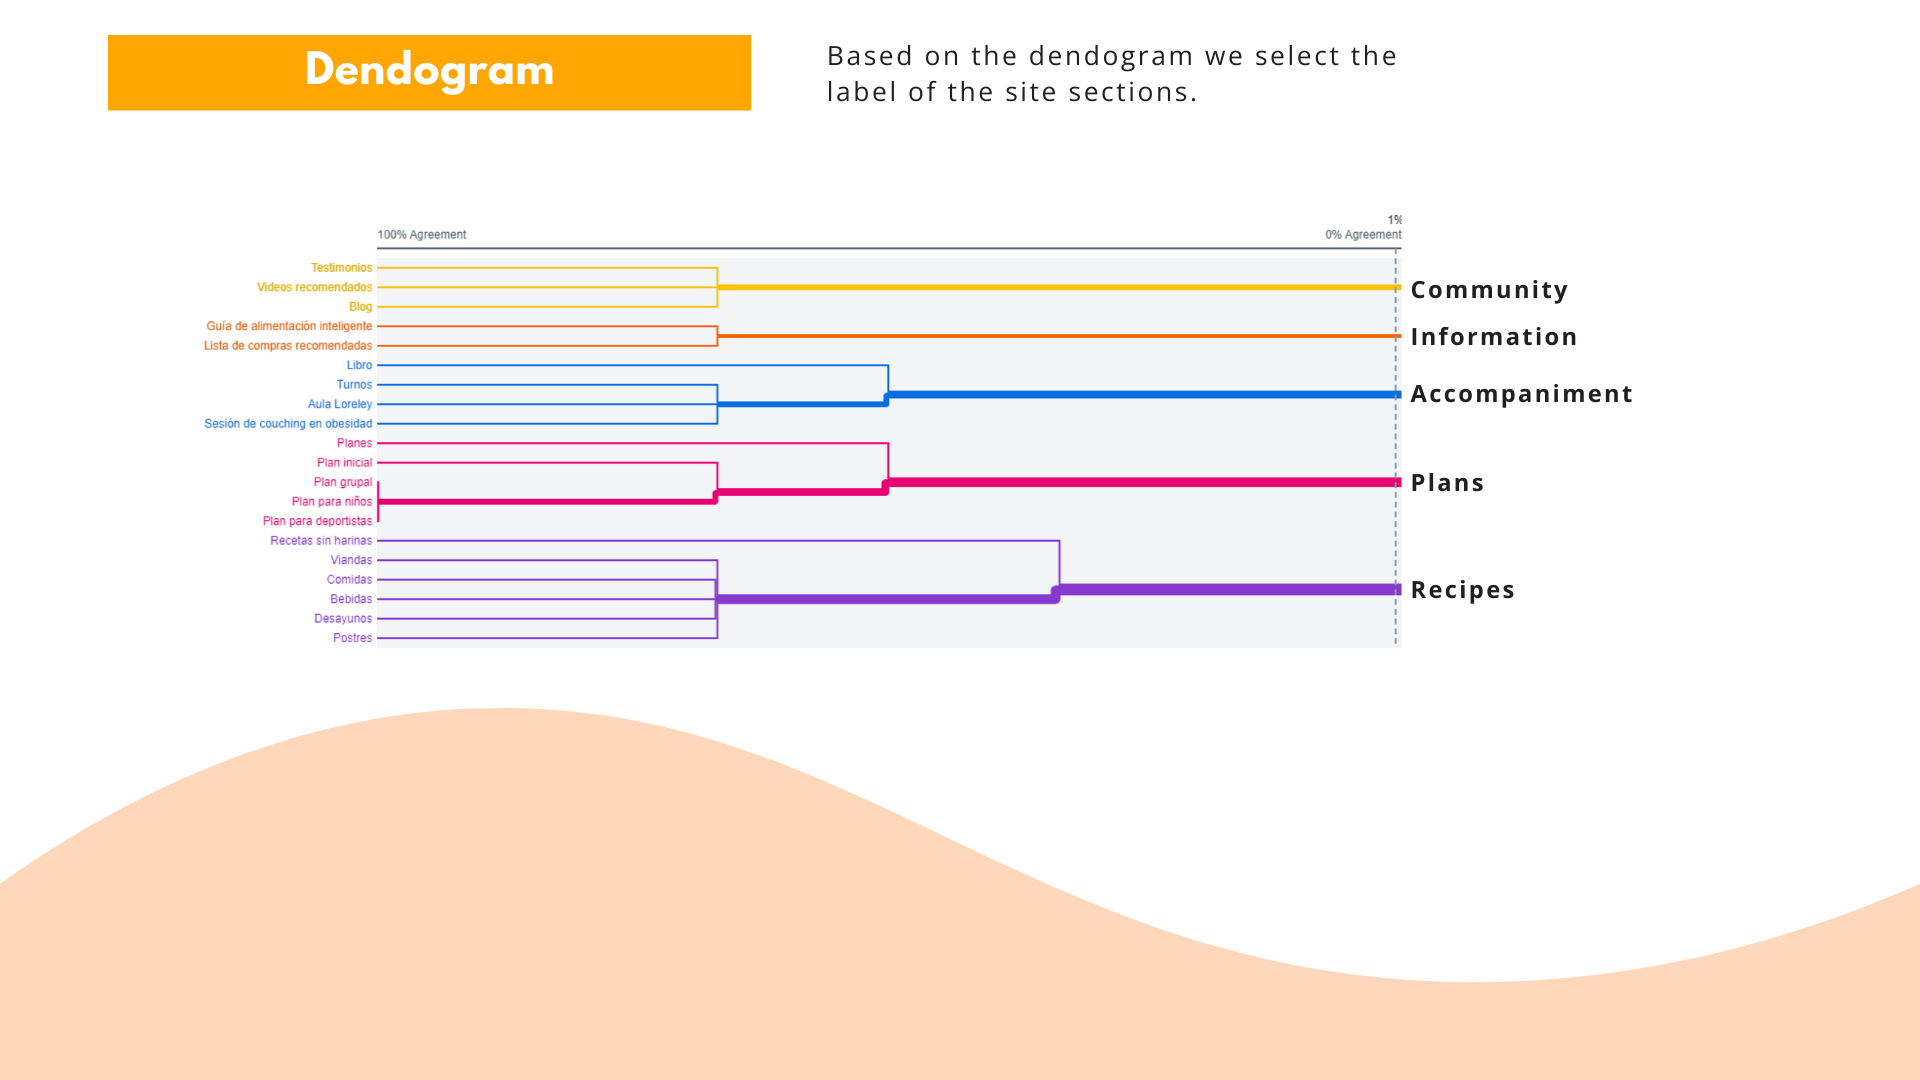 Dendogram
Based on the dendogram we select the
label of the site sections.
1%
100% Agreement
0% Agreement
Testimonios
Videos recomendados
Blog
Guía de alimentación inteligente
Lista de compras recomendadas
Libro
Turnos
Aula Loreley
Sesión de couching en obesidad
Planes
Plan inicial
Plan grupal
Plan para niños
Plan para deportistas
Recetas sin harinas
Viandas
Comidas
Bebidas
Desayunos
Postres
Community
Information
Accompaniment
Plans
Recipes